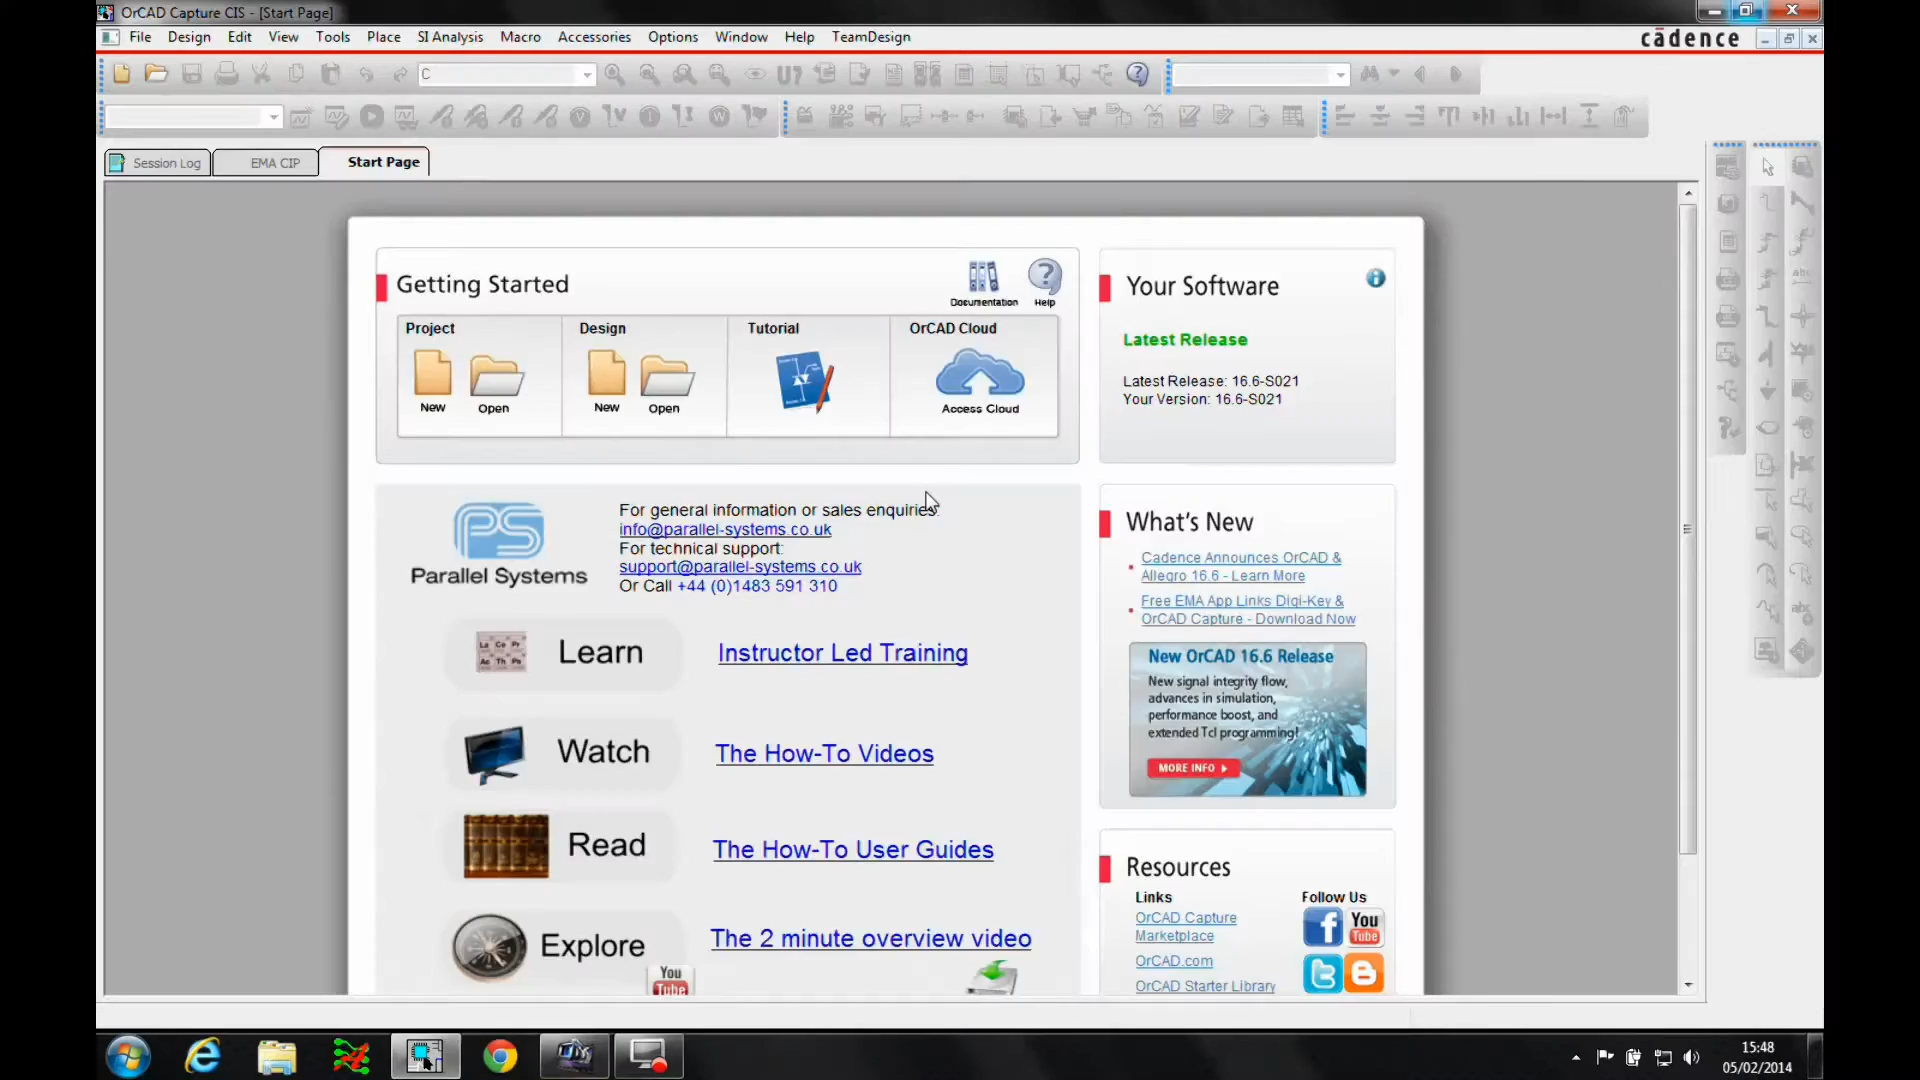 OrCAD Capture CIS - [Start Page]
File Design Edit View Tools Place SI Analysis Macro Accessories Options Window Help TeamDesign
cādence
C
U?
Session Log
EMA CIP
Start Page
Getting Started
Documentation
Help
Project
New
Open
Design
New
Open
Tutorial
OrCAD Cloud
Access Cloud
Your Software
Latest Release
Latest Release: 16.6-S021
Your Version: 16.6-S021
PS
Parallel Systems
For general information or sales enquiries:
info@parallel-systems.co.uk
For technical support:
support@parallel-systems.co.uk
Or Call +44 (0)1483 591 310
Learn
Instructor Led Training
Watch
The How-To Videos
Read
The How-To User Guides
Explore
The 2 minute overview video
You
Tube
What's New
Cadence Announces OrCAD &
Allegro 16.6 - Learn More
Free EMA App Links Digi-Key &
OrCAD Capture - Download Now
New OrCAD 16.6 Release
New signal integrity flow,
advances in simulation,
performance boost, and
extended Tcl programming!
MORE INFO
Resources
Links
OrCAD Capture
Marketplace
OrCAD.com
OrCAD Starter Library
Follow Us
You
Tube
15:48
05/02/2014